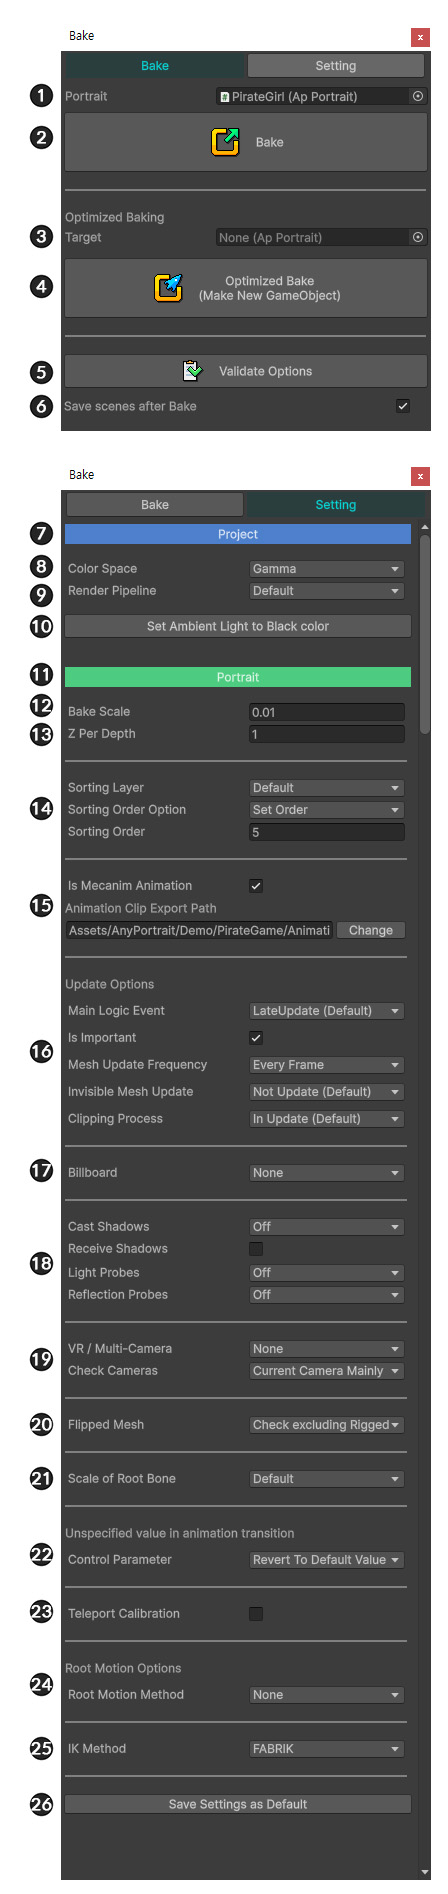 Bake
x
Bake Setting
1 Portrait PirateGirl (Ap Portrait)
2 Bake
Optimized Baking
3 Target None (Ap Portrait)
4 Optimized Bake
(Make New GameObject)
5 Validate Options
6 Save scenes after Bake
Bake
x
Bake Setting
7 Project
8 Color Space Gamma
9 Render Pipeline Default
10 Set Ambient Light to Black color
11 Portrait
12 Bake Scale 0.01
13 Z Per Depth 1
Sorting Layer Default
14 Sorting Order Option Set Order
Sorting Order 5
Is Mecanim Animation
15 Animation Clip Export Path
Assets/AnyPortrait/Demo/PirateGame/Animati Change
Update Options
Main Logic Event LateUpdate (Default)
Is Important
16 Mesh Update Frequency Every Frame
Invisible Mesh Update Not Update (Default)
Clipping Process In Update (Default)
17 Billboard None
Cast Shadows Off
Receive Shadows
18 Light Probes Off
Reflection Probes Off
VR / Multi-Camera None
19 Check Cameras Current Camera Mainly
20 Flipped Mesh Check excluding Rigged
21 Scale of Root Bone Default
Unspecified value in animation transition
22 Control Parameter Revert To Default Value
23 Teleport Calibration
Root Motion Options
24 Root Motion Method None
25 IK Method FABRIK
26 Save Settings as Default